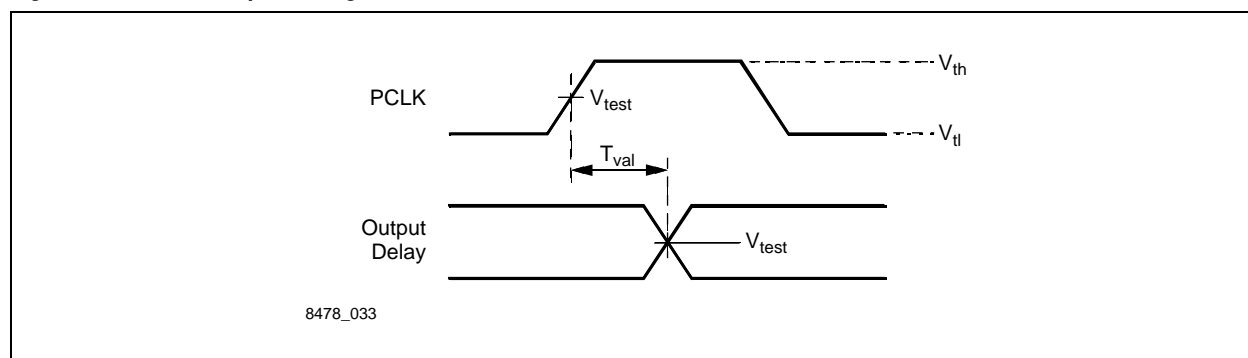 V_th
PCLK
V_test
V_tl
T_val
Output
Delay
V_test
8478_033